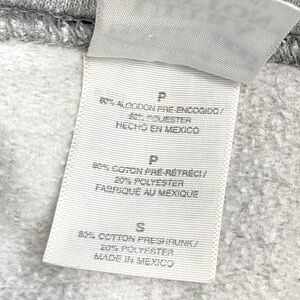 P
80% ALGODON PRE-ENCOGIDO/
20% POLIESTER
HECHO EN MEXICO
P
80% COTON PRÉ-RÉTRÉCI/
20% POLYESTER
FABRIQUÉ AU MEXIQUE
S
80% COTTON PRESHRUNK/
20% POLYESTER
MADE IN MEXICO